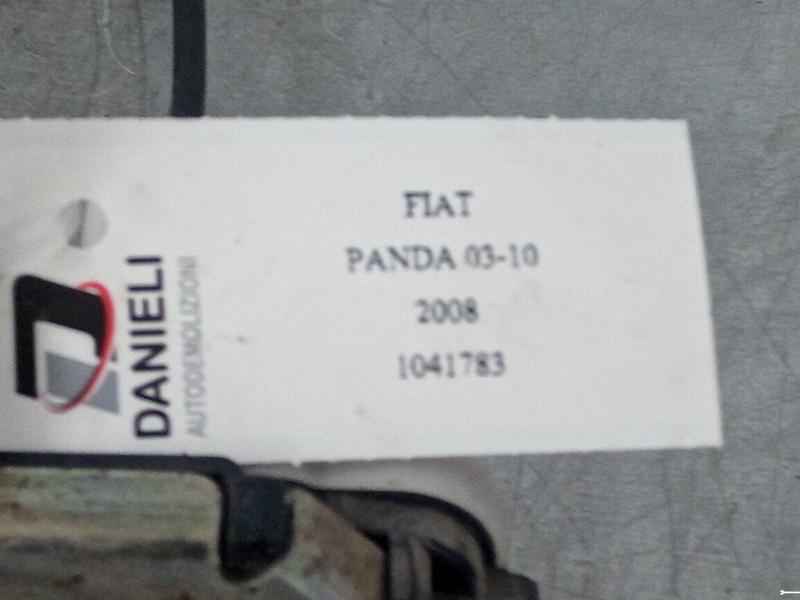 DANIELI
AUTODEMOLIZIONI
FIAT
PANDA 03-10
2008
1041783